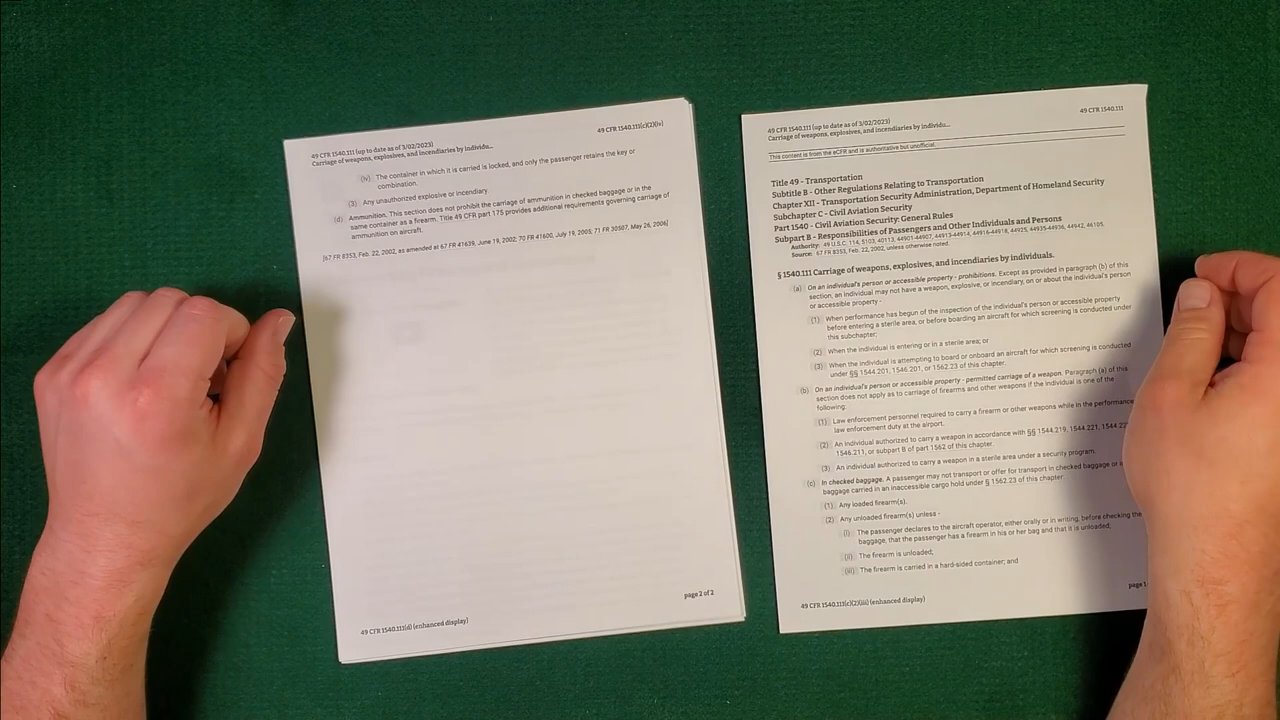 49 CFR 1540.111 (up to date as of 3/02/2023)
Carriage of weapons, explosives, and incendiaries by individu...
49 CFR 1540.111(c)(2)(iv)
(iv) The container in which it is carried is locked, and only the passenger retains the key or
combination.
(3) Any unauthorized explosive or incendiary.
(d) Ammunition. This section does not prohibit the carriage of ammunition in checked baggage or in the
same container as a firearm. Title 49 CFR part 175 provides additional requirements governing carriage of
ammunition on aircraft.
[67 FR 8353, Feb. 22, 2002, as amended at 67 FR 41639, June 19, 2002; 70 FR 41600, July 19, 2005; 71 FR 30507, May 26, 2006]
49 CFR 1540.111(d) (enhanced display)
page 2 of 2
49 CFR 1540.111 (up to date as of 3/02/2023)
Carriage of weapons, explosives, and incendiaries by individu...
49 CFR 1540.111
This content is from the eCFR and is authoritative but unofficial.
Title 49 - Transportation
Subtitle B - Other Regulations Relating to Transportation
Chapter XII - Transportation Security Administration, Department of Homeland Security
Subchapter C - Civil Aviation Security
Part 1540 - Civil Aviation Security: General Rules
Subpart B - Responsibilities of Passengers and Other Individuals and Persons
Authority: 49 U.S.C. 114, 5103, 40113, 44901-44907, 44913-44914, 44916-44918, 44925, 44935-44936, 44942, 46105.
Source: 67 FR 8353, Feb. 22, 2002, unless otherwise noted.
§ 1540.111 Carriage of weapons, explosives, and incendiaries by individuals.
(a) On an individual's person or accessible property - prohibitions. Except as provided in paragraph (b) of this
section, an individual may not have a weapon, explosive, or incendiary, on or about the individual's person
or accessible property -
(1) When performance has begun of the inspection of the individual's person or accessible property
before entering a sterile area, or before boarding an aircraft for which screening is conducted under
this subchapter;
(2) When the individual is entering or in a sterile area; or
(3) When the individual is attempting to board or onboard an aircraft for which screening is conducted
under §§ 1544.201, 1546.201, or 1562.23 of this chapter.
(b) On an individual's person or accessible property - permitted carriage of a weapon. Paragraph (a) of this
section does not apply as to carriage of firearms and other weapons if the individual is one of the
following:
(1) Law enforcement personnel required to carry a firearm or other weapons while in the performance
law enforcement duty at the airport.
(2) An individual authorized to carry a weapon in accordance with §§ 1544.219, 1544.221, 1544.22
1546.211, or subpart B of part 1562 of this chapter.
(3) An individual authorized to carry a weapon in a sterile area under a security program.
(c) In checked baggage. A passenger may not transport or offer for transport in checked baggage or
baggage carried in an inaccessible cargo hold under § 1562.23 of this chapter:
(1) Any loaded firearm(s).
(2) Any unloaded firearm(s) unless -
(i) The passenger declares to the aircraft operator, either orally or in writing, before checking the
baggage, that the passenger has a firearm in his or her bag and that it is unloaded;
(ii) The firearm is unloaded;
(iii) The firearm is carried in a hard-sided container; and
49 CFR 1540.111(c)(2)(iii) (enhanced display)
page 1